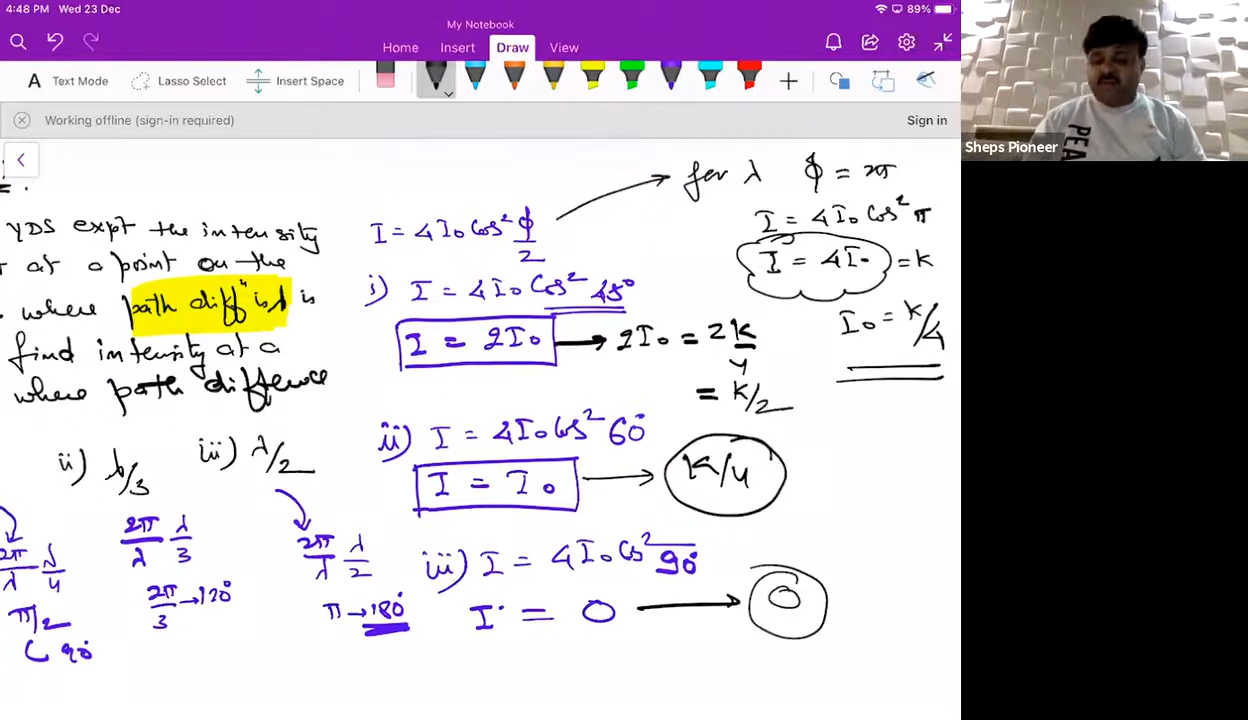 4:48 PM Wed 23 Dec
89%
My Notebook
Home Insert Draw View
A Text Mode Lasso Select Insert Space
Working offline (sign-in required)
Sign in
Sheps Pioneer
YDS expt the intensity
at a point on the
where path diffⁿ is λ is
find intensity at a
where path difference
ii) λ/3 iii) λ/2
2π/λ λ/4
π/2
90°
2π/λ λ/3
2π/3 → 120°
2π/λ λ/2
π → 180°
I = 4I₀ Cos² ϕ/2
i) I = 4I₀ Cos² 45°
I = 2I₀ → 2I₀ = 2K/4
= K/2
ii) I = 4I₀ Cos² 60°
I = I₀ → K/4
iii) I = 4I₀ Cos² 90°
I = 0 → 0
for λ ϕ = 2π
I = 4I₀ Cos² π
I = 4I₀ = K
I₀ = K/4